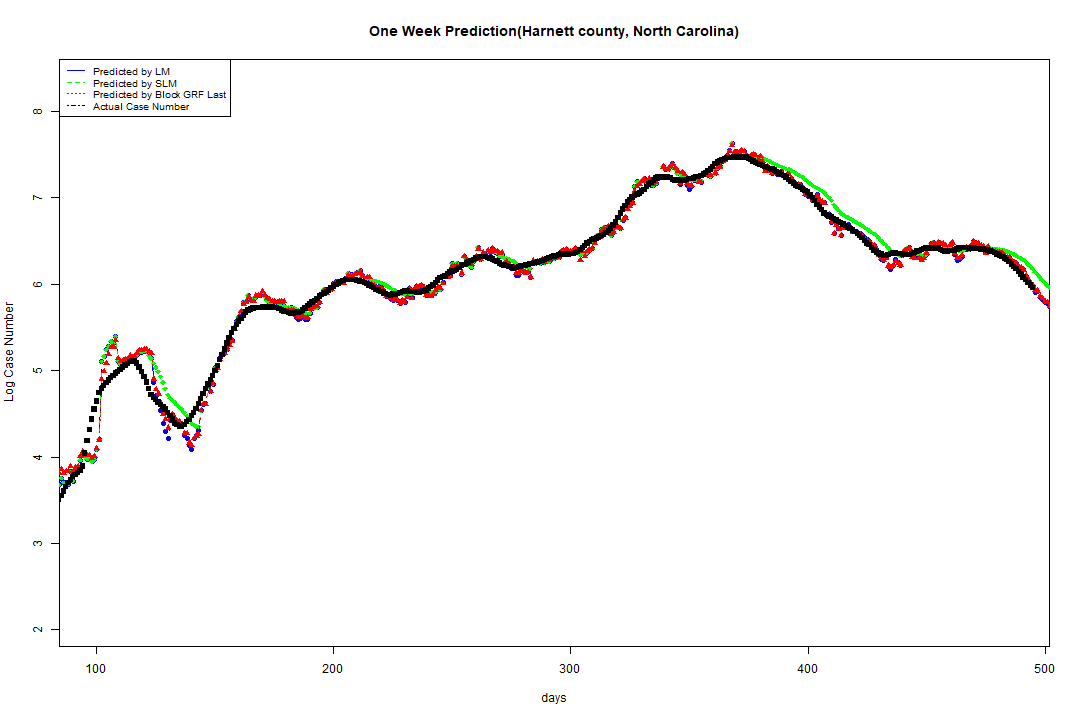 One Week Prediction(Harnett county, North Carolina)
Predicted by LM
Predicted by SLM
Predicted by Block GRF Last
Actual Case Number
Log Case Number
8
7
6
5
4
3
2
100 200 300 400 500
days